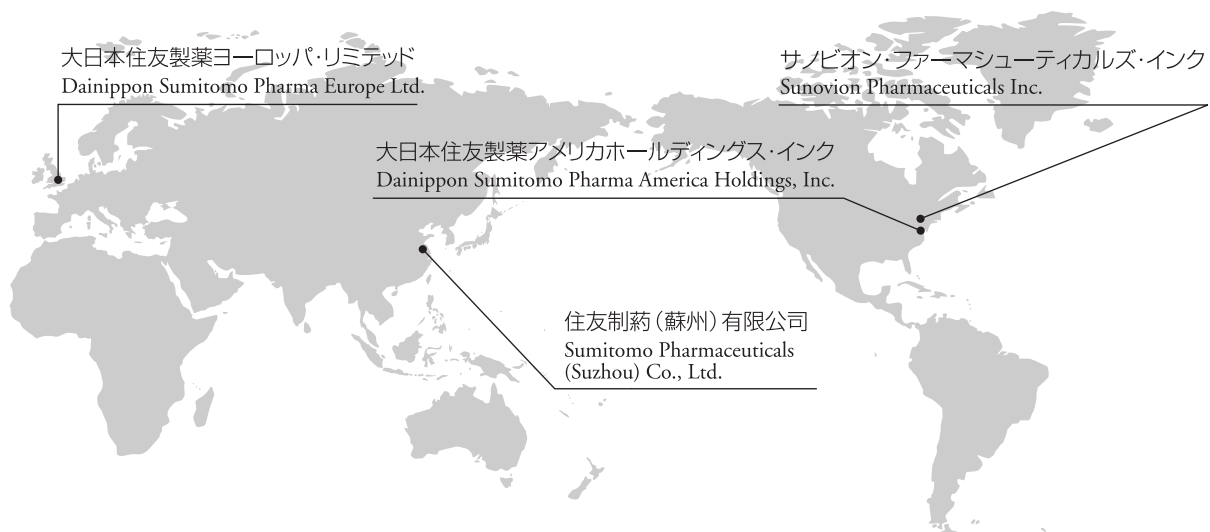 大日本住友製薬ヨーロッパ・リミテッド
Dainippon Sumitomo Pharma Europe Ltd.
サノビオン・ファーマシューティカルズ・インク
Sunovion Pharmaceuticals Inc.
大日本住友製薬アメリカホールディングス・インク
Dainippon Sumitomo Pharma America Holdings, Inc.
住友制葯（蘇州）有限公司
Sumitomo Pharmaceuticals
(Suzhou) Co., Ltd.